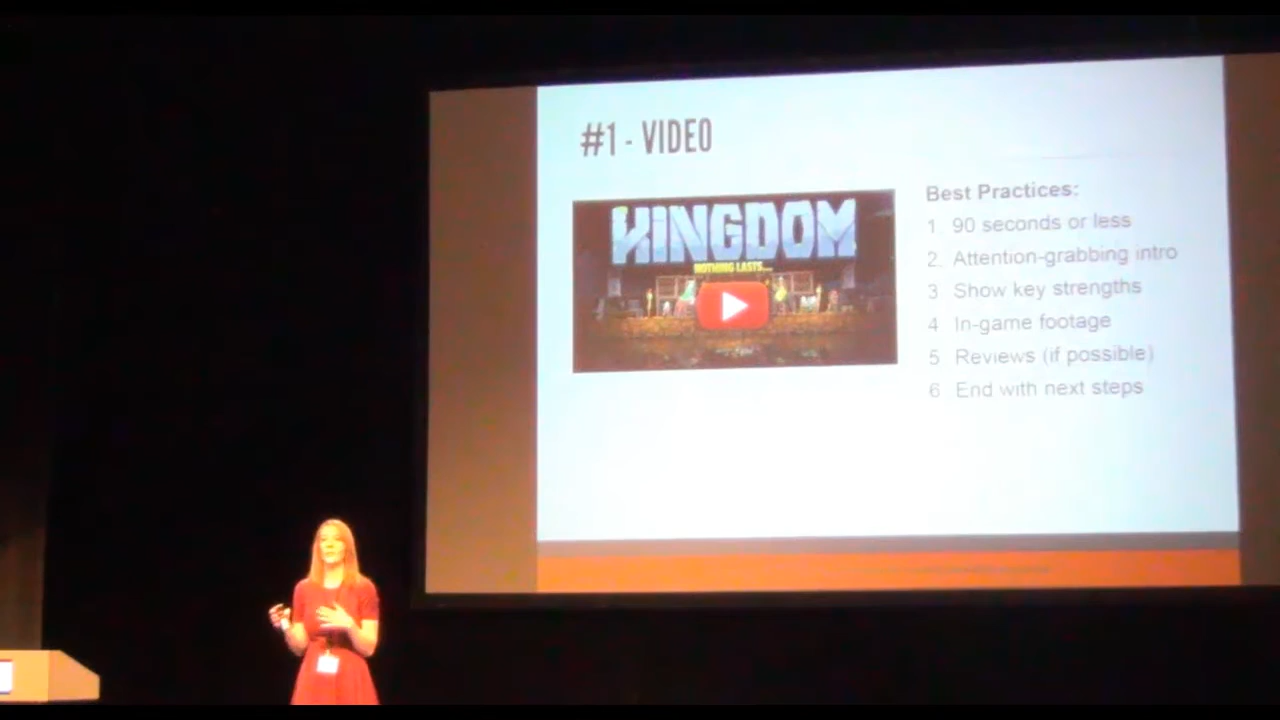 #1 - VIDEO
KINGDOM
NOTHING LASTS...
Best Practices:
1 90 seconds or less
2. Attention-grabbing intro
3 Show key strengths
4 In-game footage
5 Reviews (if possible)
6 End with next steps